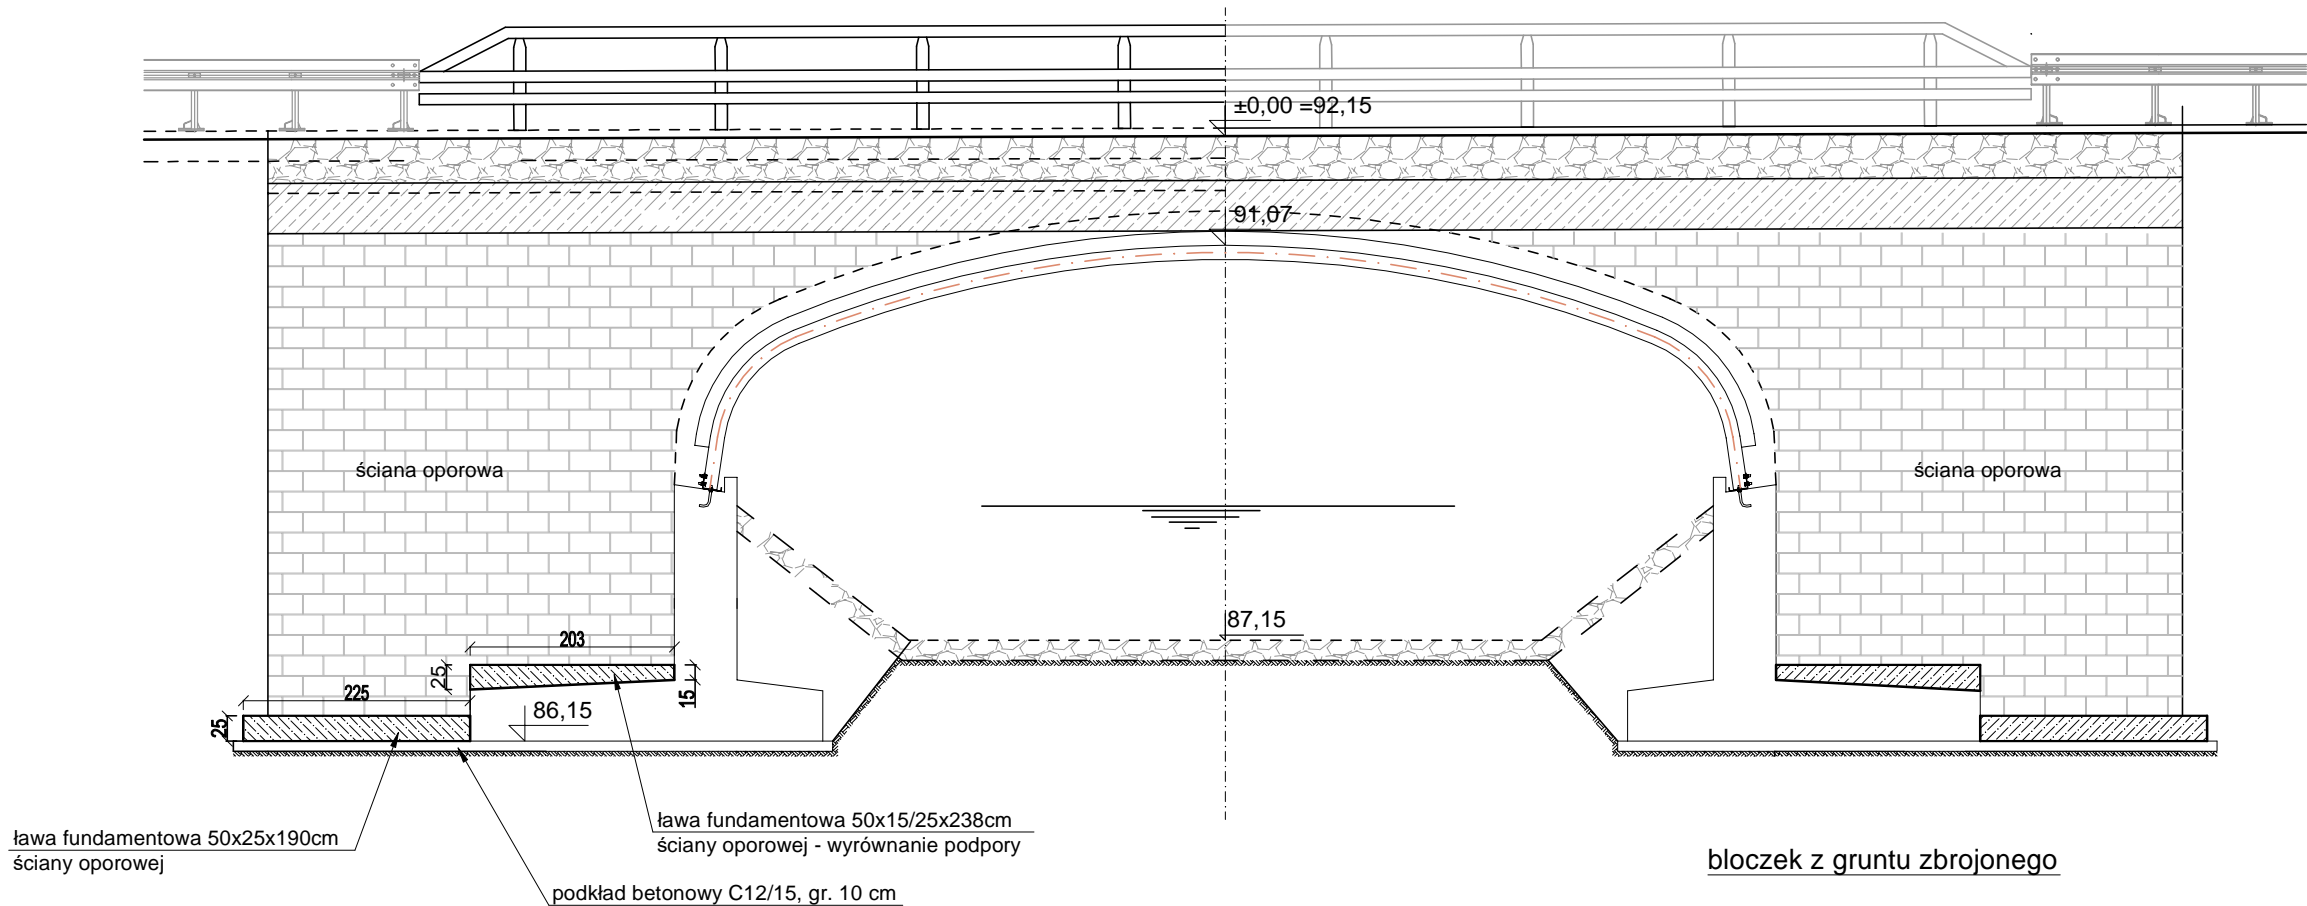 ±0,00 =92,15
91,07
ściana oporowa
ściana oporowa
87,15
203
25
15
225
25
86,15
ława fundamentowa 50x25x190cm
ściany oporowej
ława fundamentowa 50x15/25x238cm
ściany oporowej - wyrównanie podpory
podkład betonowy C12/15, gr. 10 cm
bloczek z gruntu zbrojonego